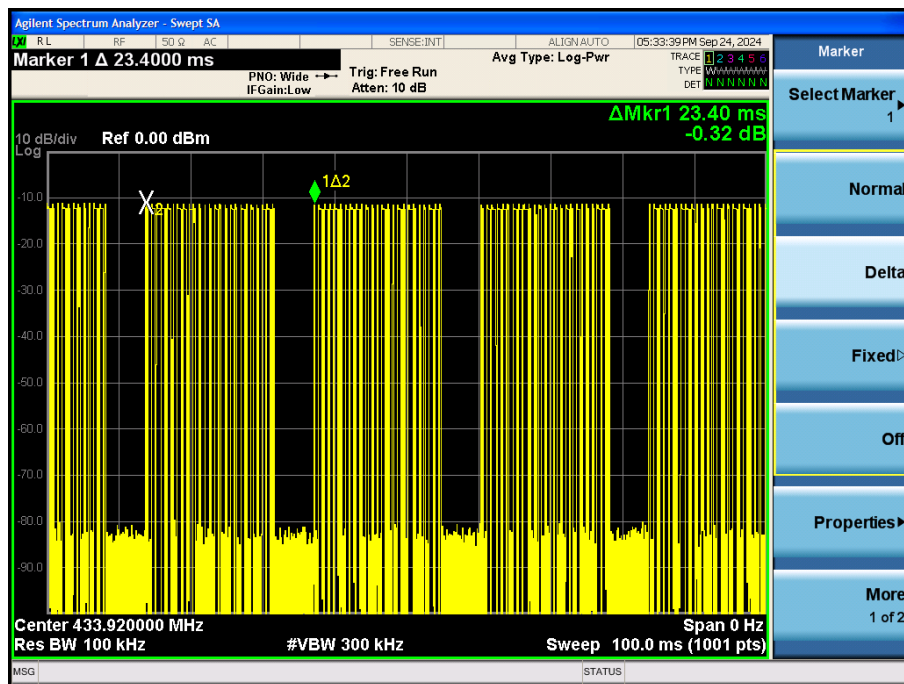 Agilent Spectrum Analyzer - Swept SA
LXI RL RF 50 Ω AC SENSE:INT ALIGN AUTO 05:33:39 PM Sep 24, 2024
Marker 1 Δ 23.4000 ms
PNO: Wide
IFGain:Low
Trig: Free Run
Atten: 10 dB
Avg Type: Log-Pwr
TRACE 1 2 3 4 5 6
TYPE WWWWWW
DET N N N N N N
ΔMkr1 23.40 ms
-0.32 dB
10 dB/div
Log
Ref 0.00 dBm
1Δ2
X2
-10.0
-20.0
-30.0
-40.0
-50.0
-60.0
-70.0
-80.0
-90.0
Center 433.920000 MHz
Span 0 Hz
Res BW 100 kHz
#VBW 300 kHz
Sweep 100.0 ms (1001 pts)
MSG
STATUS
Marker
Select Marker
1
Normal
Delta
Fixed
Off
Properties
More
1 of 2